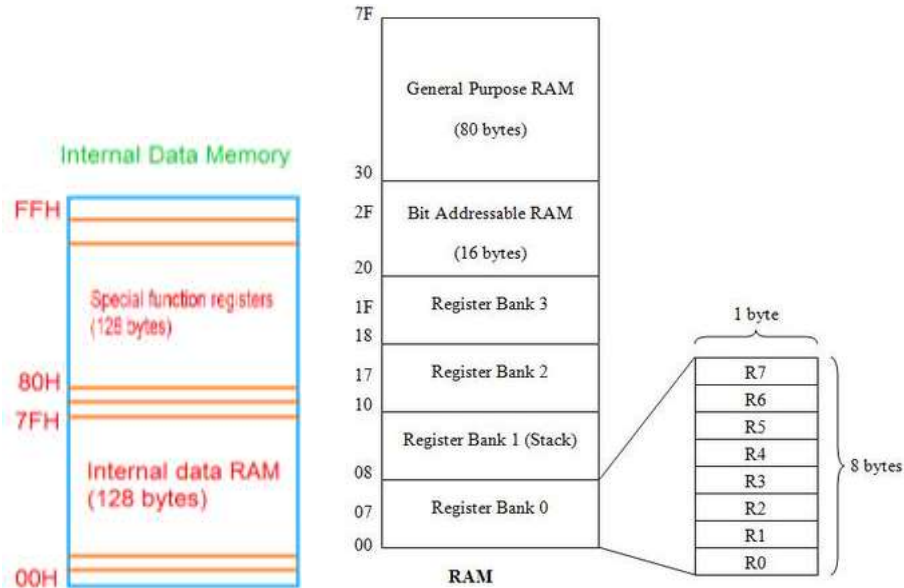 Internal Data Memory
FFH
Special function registers
(128 bytes)
80H
7FH
Internal data RAM
(128 bytes)
00H
7F
General Purpose RAM
(80 bytes)
30
2F
Bit Addressable RAM
(16 bytes)
20
1F
Register Bank 3
18
17
Register Bank 2
10
Register Bank 1 (Stack)
08
07
Register Bank 0
00
RAM
1 byte
R7
R6
R5
R4
R3
R2
R1
R0
8 bytes